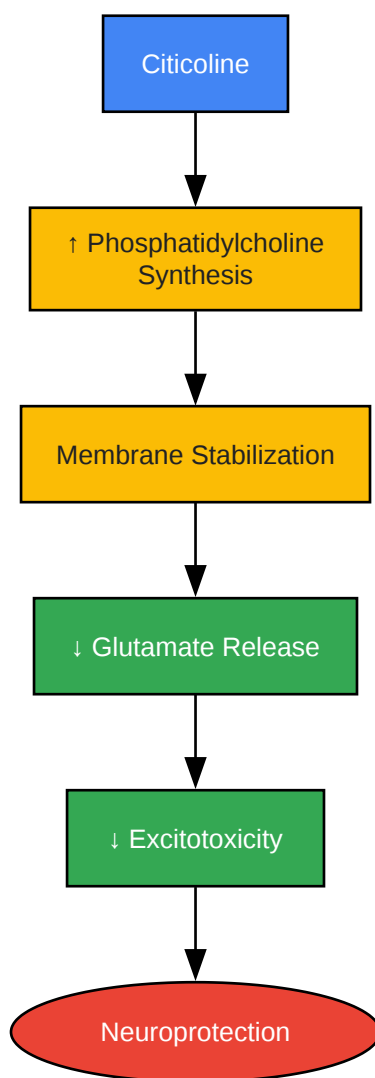 Citicoline
↑ Phosphatidylcholine
Synthesis
Membrane Stabilization
↓ Glutamate Release
↓ Excitotoxicity
Neuroprotection